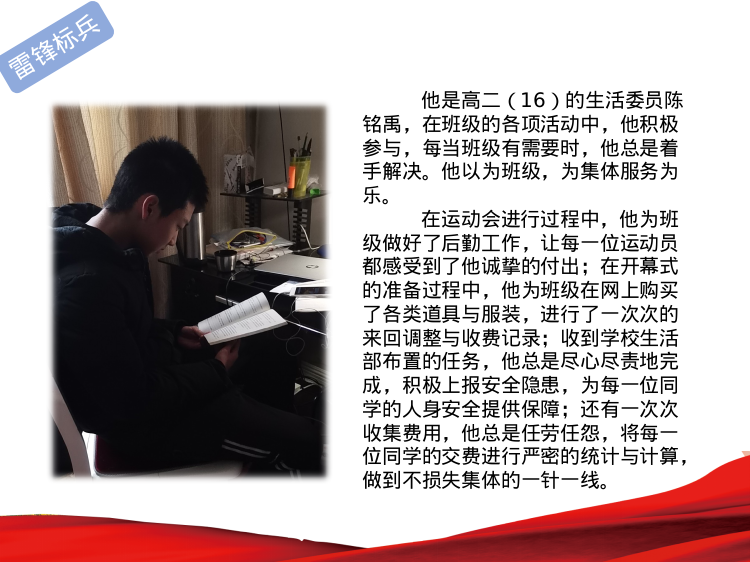 雷锋标兵
他是高二（16）的生活委员陈
铭禹，在班级的各项活动中，他积极
参与，每当班级有需要时，他总是着
手解决。他以为班级，为集体服务为
乐。
在运动会进行过程中，他为班
级做好了后勤工作，让每一位运动员
都感受到了他诚挚的付出；在开幕式
的准备过程中，他为班级在网上购买
了各类道具与服装，进行了一次次的
来回调整与收费记录；收到学校生活
部布置的任务，他总是尽心尽责地完
成，积极上报安全隐患，为每一位同
学的人身安全提供保障；还有一次次
收集费用，他总是任劳任怨，将每一
位同学的交费进行严密的统计与计算，
做到不损失集体的一针一线。